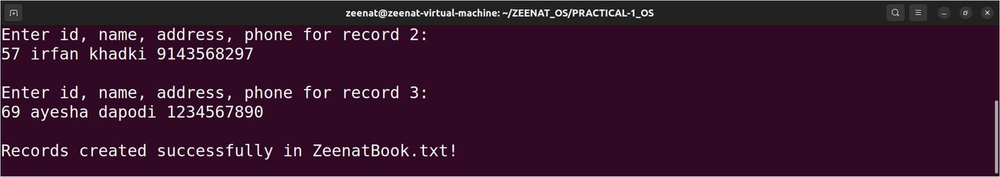 zeenat@zeenat-virtual-machine: ~/ZEENAT_OS/PRACTICAL-1_OS
Enter id, name, address, phone for record 2:
57 irfan khadki 9143568297
Enter id, name, address, phone for record 3:
69 ayesha dapodi 1234567890
Records created successfully in ZeenatBook.txt!